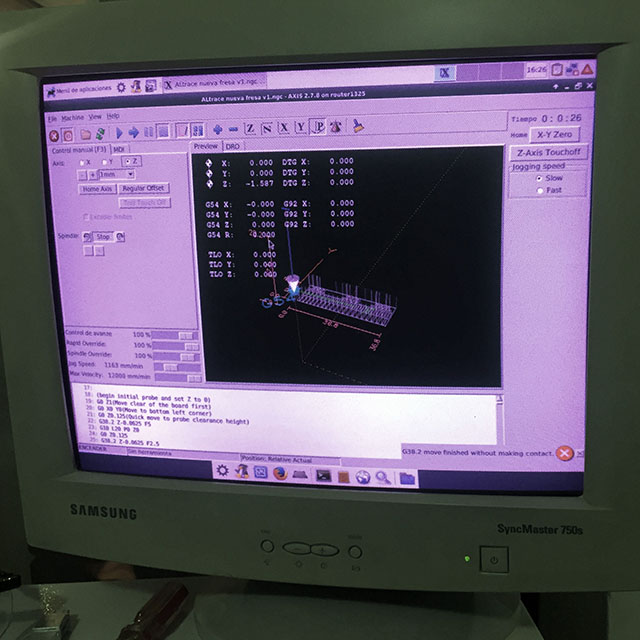 Menú de aplicaciones
ALtrace nueva fresa v1.ngc
16:26
ALtrace nueva fresa v1.ngc - AXIS 2.7.8 on router1325
File Machine View Help
Tiempo 0:0:26
Home X-Y Zero
Z-Axis Touchoff
Jogging speed
Slow
Fast
Control manual [F3] MDI
Axis: X Y Z
- + 1mm
Home Axis Regular Offset
Tool Touch Off
Spindle: Stop
Control de avance 100 %
Rapid Override: 100 %
Spindle Override: 100 %
Jog Speed: 1163 mm/min
Max Velocity: 12000 mm/min
Z X Y P
Preview DRO
X: 0.000 DTG X: 0.000
Y: 0.000 DTG Y: 0.000
Z: -1.587 DTG Z: 0.000
G54 X: -0.000 G92 X: 0.000
G54 Y: -0.000 G92 Y: 0.000
G54 Z: 0.000 G92 Z: 0.000
G54 R: 0.000
TLO X: 0.000
TLO Y: 0.000
TLO Z: 0.000
17:
18: (begin initial probe and set Z to 0)
19: G0 Z1(Move clear of the board first)
20: G0 X0 Y0(Move to bottom left corner)
21: G0 Z0.125(Quick move to probe clearance height)
22: G38.2 Z-0.0625 F5
23: G10 L20 P0 Z0
24: G0 Z0.125
25: G38.2 Z-0.0625 F2.5
Sin herramienta
Position: Relative Actual
G38.2 move finished without making contact.
SAMSUNG
SyncMaster 750s